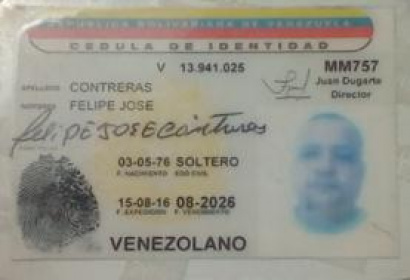 REPUBLICA BOLIVARIANA DE VENEZUELA
CEDULA DE IDENTIDAD
V 13.941.025
MM757
Juan Dugarte
Director
APELLIDOS CONTRERAS
NOMBRES FELIPE JOSE
FelipEJOSECONtreras
03-05-76 SOLTERO
F. NACIMIENTO EDO CIVIL
15-08-16 08-2026
F. EXPEDICION F. VENCIMIENTO
VENEZOLANO